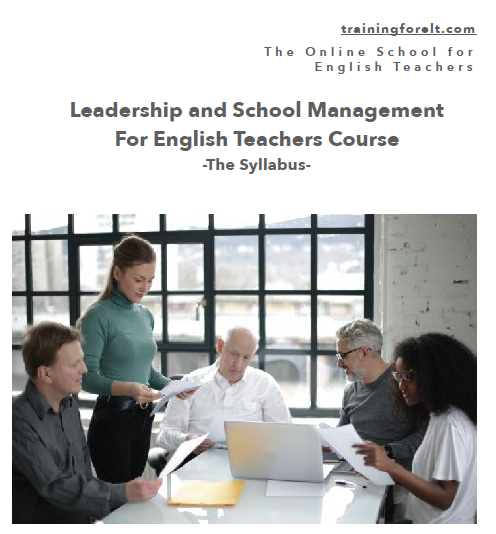 trainingforelt.com
The Online School for
English Teachers
Leadership and School Management
For English Teachers Course
-The Syllabus-